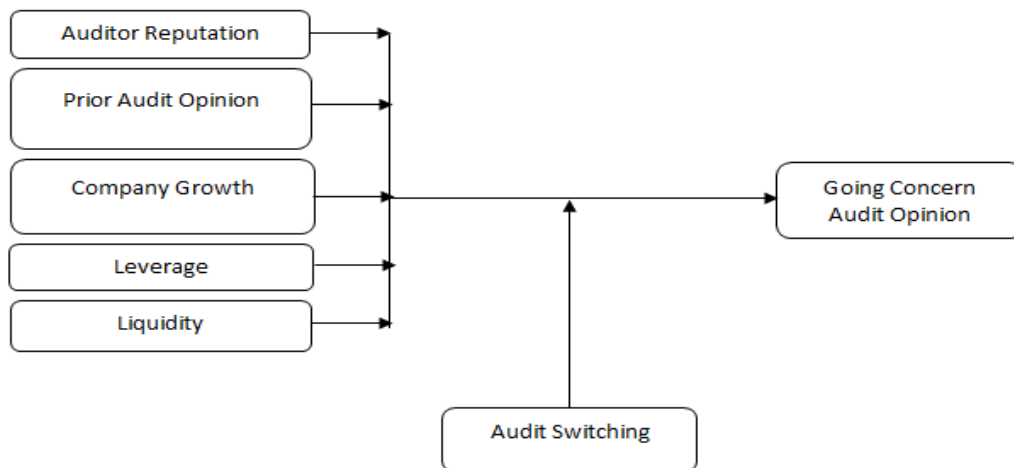 Auditor Reputation
Prior Audit Opinion
Company Growth
Leverage
Liquidity
Going Concern
Audit Opinion
Audit Switching